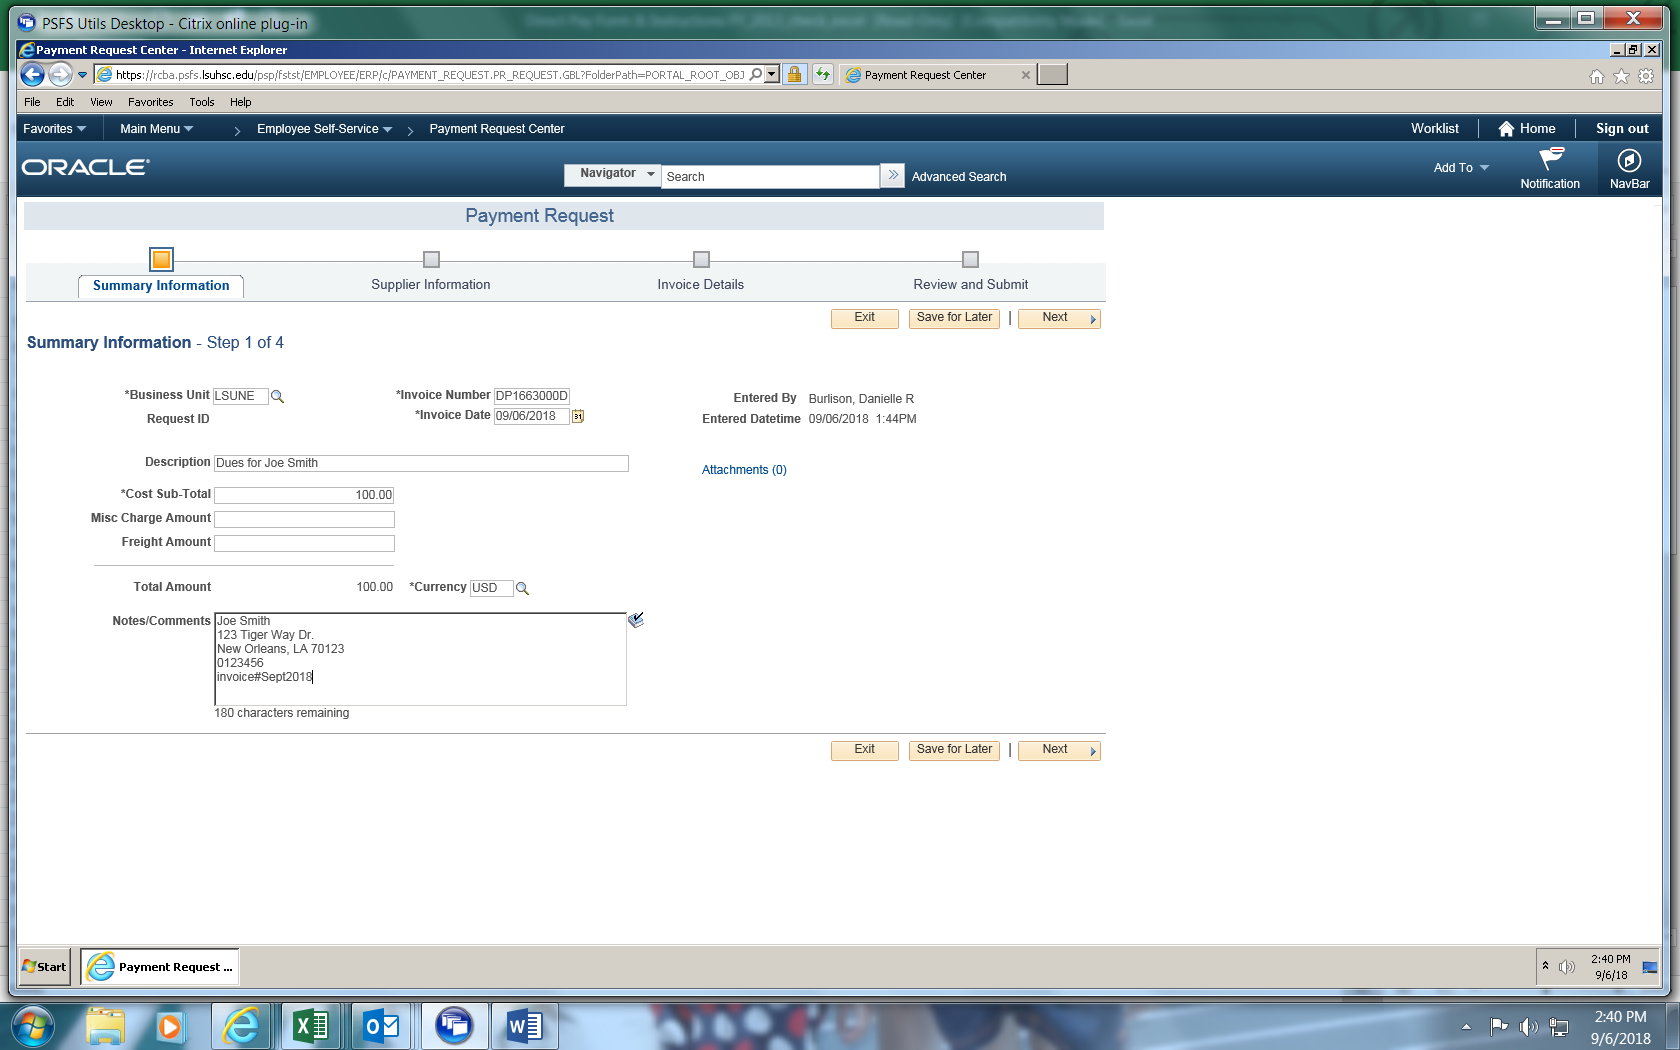 PSFS Utils Desktop - Citrix online plug-in
Payment Request Center - Internet Explorer
https://rcba.psfs.lsuhsc.edu/psp/fstst/EMPLOYEE/ERP/c/PAYMENT_REQUEST.PR_REQUEST.GBL?FolderPath=PORTAL_ROOT_OBJ
Payment Request Center
File Edit View Favorites Tools Help
Favorites Main Menu > Employee Self-Service > Payment Request Center Worklist Home Sign out
ORACLE
Navigator Search » Advanced Search Add To Notification NavBar
Payment Request
Summary Information Supplier Information Invoice Details Review and Submit
Exit Save for Later | Next
Summary Information - Step 1 of 4
*Business Unit LSUNE *Invoice Number DP1663000D Entered By Burlison, Danielle R
Request ID *Invoice Date 09/06/2018 31 Entered Datetime 09/06/2018 1:44PM
Description Dues for Joe Smith Attachments (0)
*Cost Sub-Total 100.00
Misc Charge Amount
Freight Amount
Total Amount 100.00 *Currency USD
Notes/Comments Joe Smith
123 Tiger Way Dr.
New Orleans, LA 70123
0123456
invoice#Sept2018
180 characters remaining
Exit Save for Later | Next
Start Payment Request ... 2:40 PM
9/6/18
2:40 PM
9/6/2018